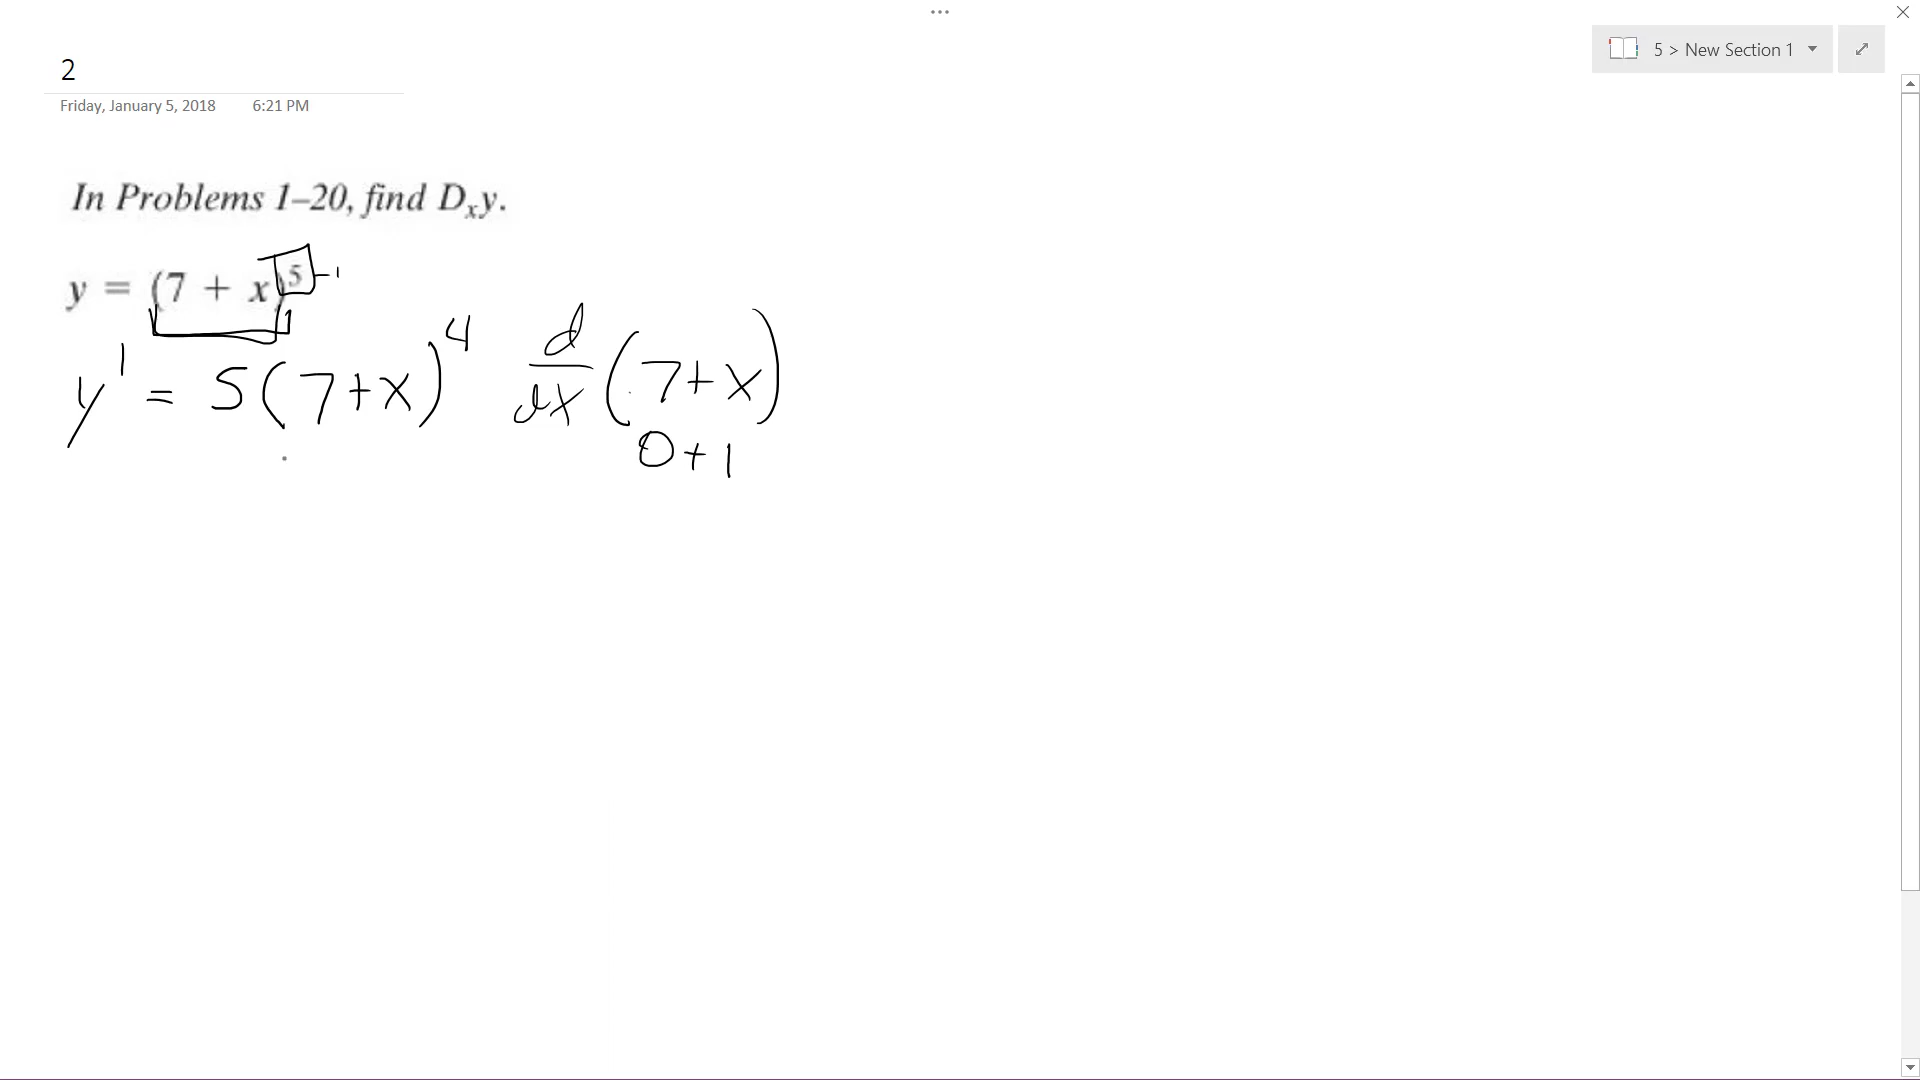 5 > New Section 1
2
Friday, January 5, 2018 6:21 PM
In Problems 1–20, find Dₓy.
y = (7 + x)⁵ -1
y' = 5(7+x)⁴ d/dx (7+x)
0+1